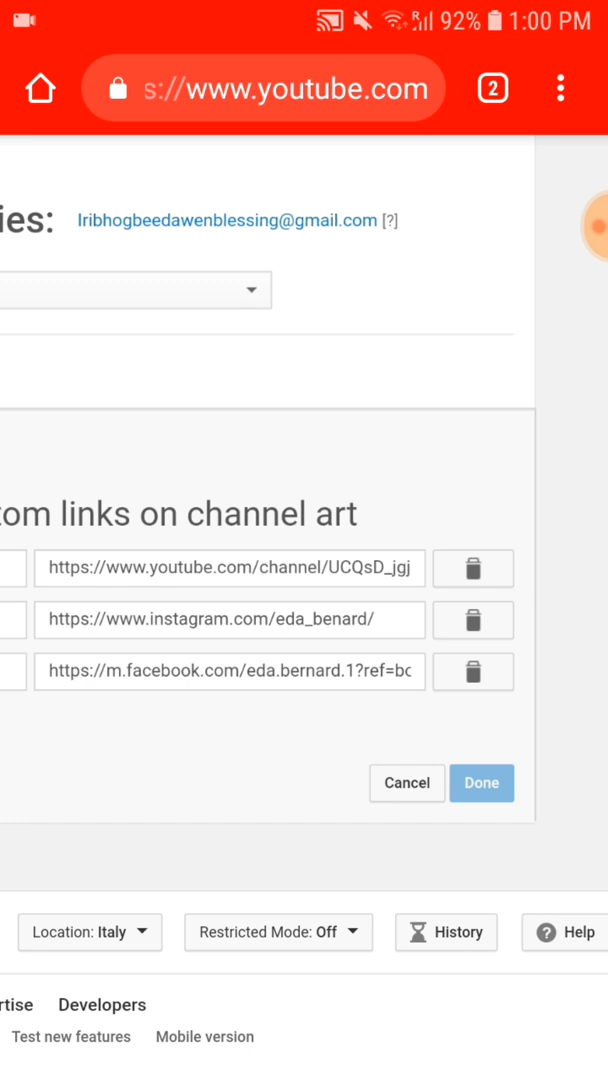 92% 1:00 PM
s://www.youtube.com 2
ies: Iribhogbeedawenblessing@gmail.com [?]
tom links on channel art
https://www.youtube.com/channel/UCQsD_jgj
https://www.instagram.com/eda_benard/
https://m.facebook.com/eda.bernard.1?ref=bc
Cancel Done
Location: Italy Restricted Mode: Off History ? Help
rtise Developers
Test new features Mobile version